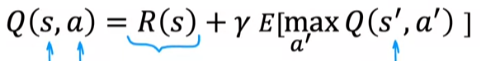 Q(s, a) = R(s) + γ E[max Q(s′, a′) ]
a′